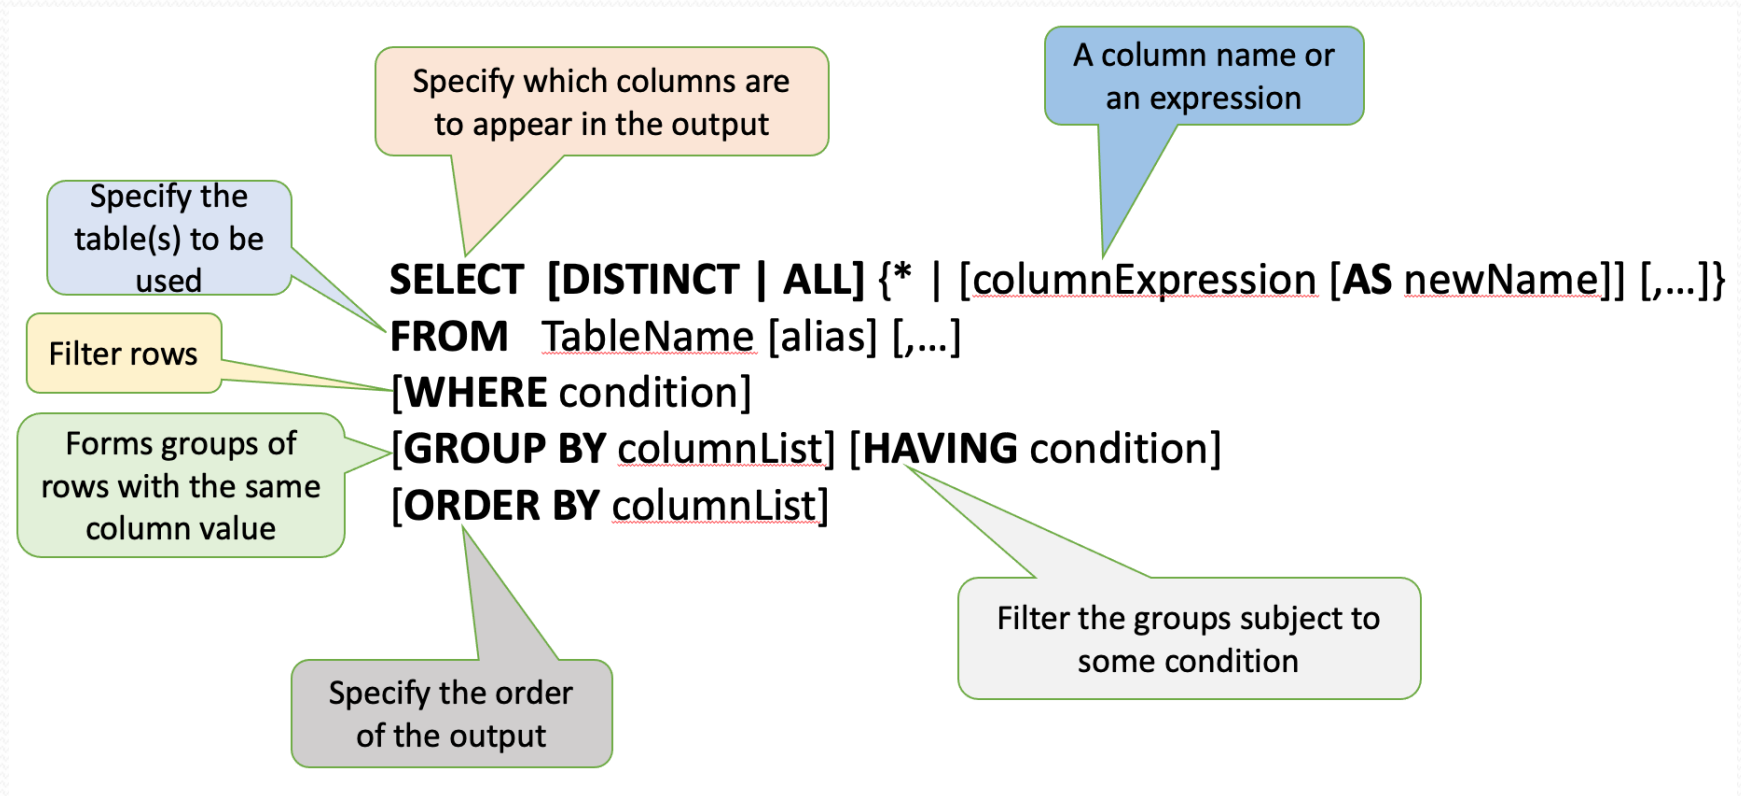 Specify which columns are
to appear in the output
A column name or
an expression
Specify the
table(s) to be
used
SELECT [DISTINCT | ALL] {* | [columnExpression [AS newName]] [,...]}
FROM TableName [alias] [,...]
Filter rows
[WHERE condition]
Forms groups of
rows with the same
column value
[GROUP BY columnList] [HAVING condition]
[ORDER BY columnList]
Filter the groups subject to
some condition
Specify the order
of the output